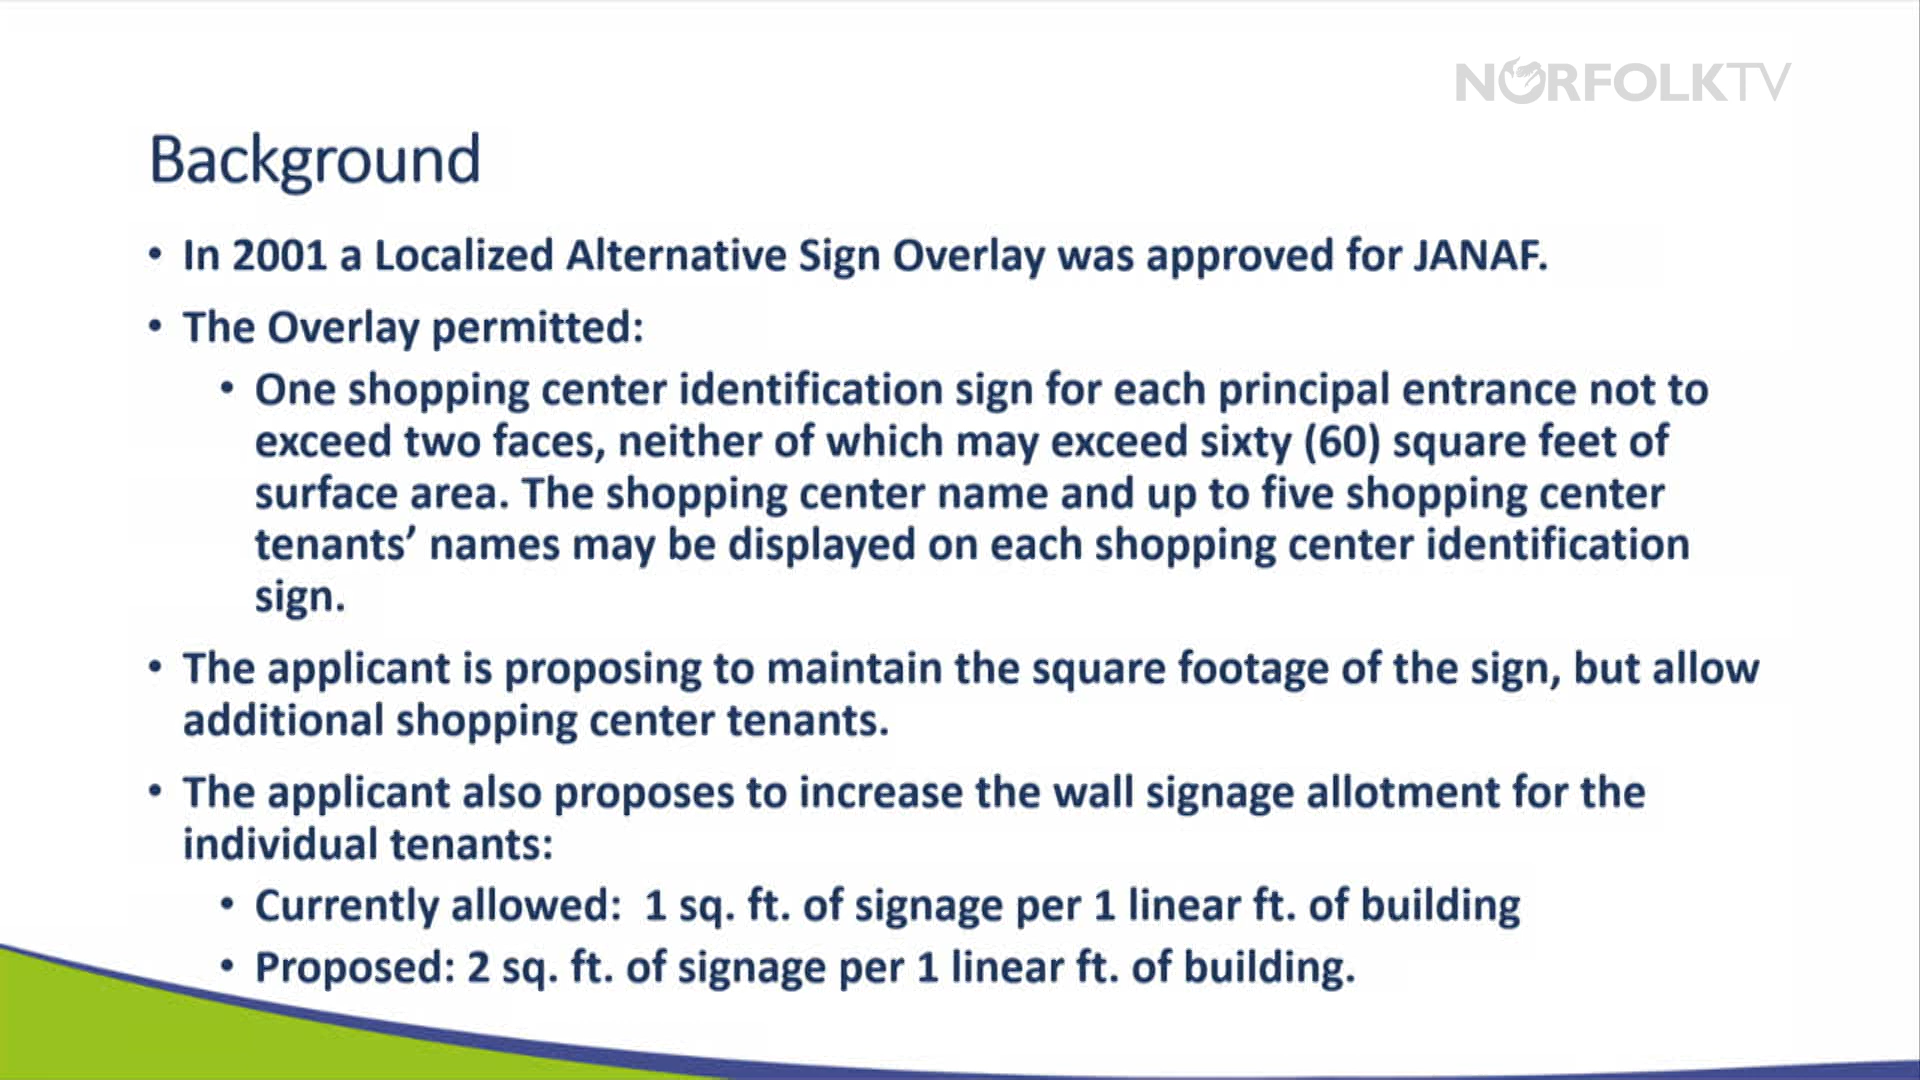 NORFOLKTV
Background
• In 2001 a Localized Alternative Sign Overlay was approved for JANAF.
• The Overlay permitted:
• One shopping center identification sign for each principal entrance not to
exceed two faces, neither of which may exceed sixty (60) square feet of
surface area. The shopping center name and up to five shopping center
tenants’ names may be displayed on each shopping center identification
sign.
• The applicant is proposing to maintain the square footage of the sign, but allow
additional shopping center tenants.
• The applicant also proposes to increase the wall signage allotment for the
individual tenants:
• Currently allowed:  1 sq. ft. of signage per 1 linear ft. of building
• Proposed: 2 sq. ft. of signage per 1 linear ft. of building.